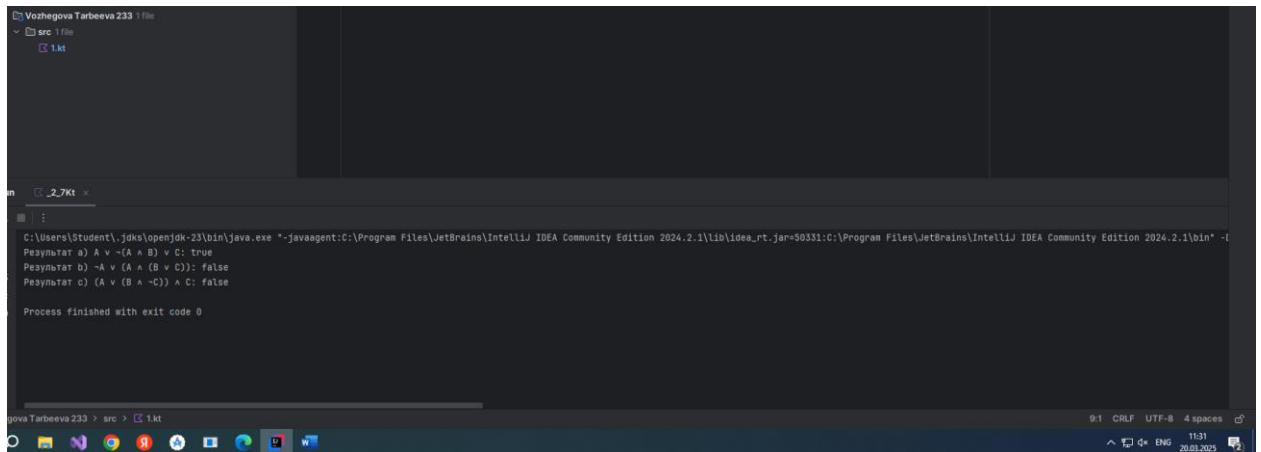 Vozhegova Tarbeeva 233 1 file
src 1 file
1.kt
un _2_7Kt ×
C:\Users\Student\.jdks\openjdk-23\bin\java.exe "-javaagent:C:\Program Files\JetBrains\IntelliJ IDEA Community Edition 2024.2.1\lib\idea_rt.jar=50331:C:\Program Files\JetBrains\IntelliJ IDEA Community Edition 2024.2.1\bin" -D
Результат a) A v ¬(A ∧ B) v C: true
Результат b) ¬A v (A ∧ (B v C)): false
Результат c) (A v (B ∧ ¬C)) ∧ C: false
Process finished with exit code 0
gova Tarbeeva 233 > src > 1.kt
9:1 CRLF UTF-8 4 spaces
ENG 11:31
20.03.2025